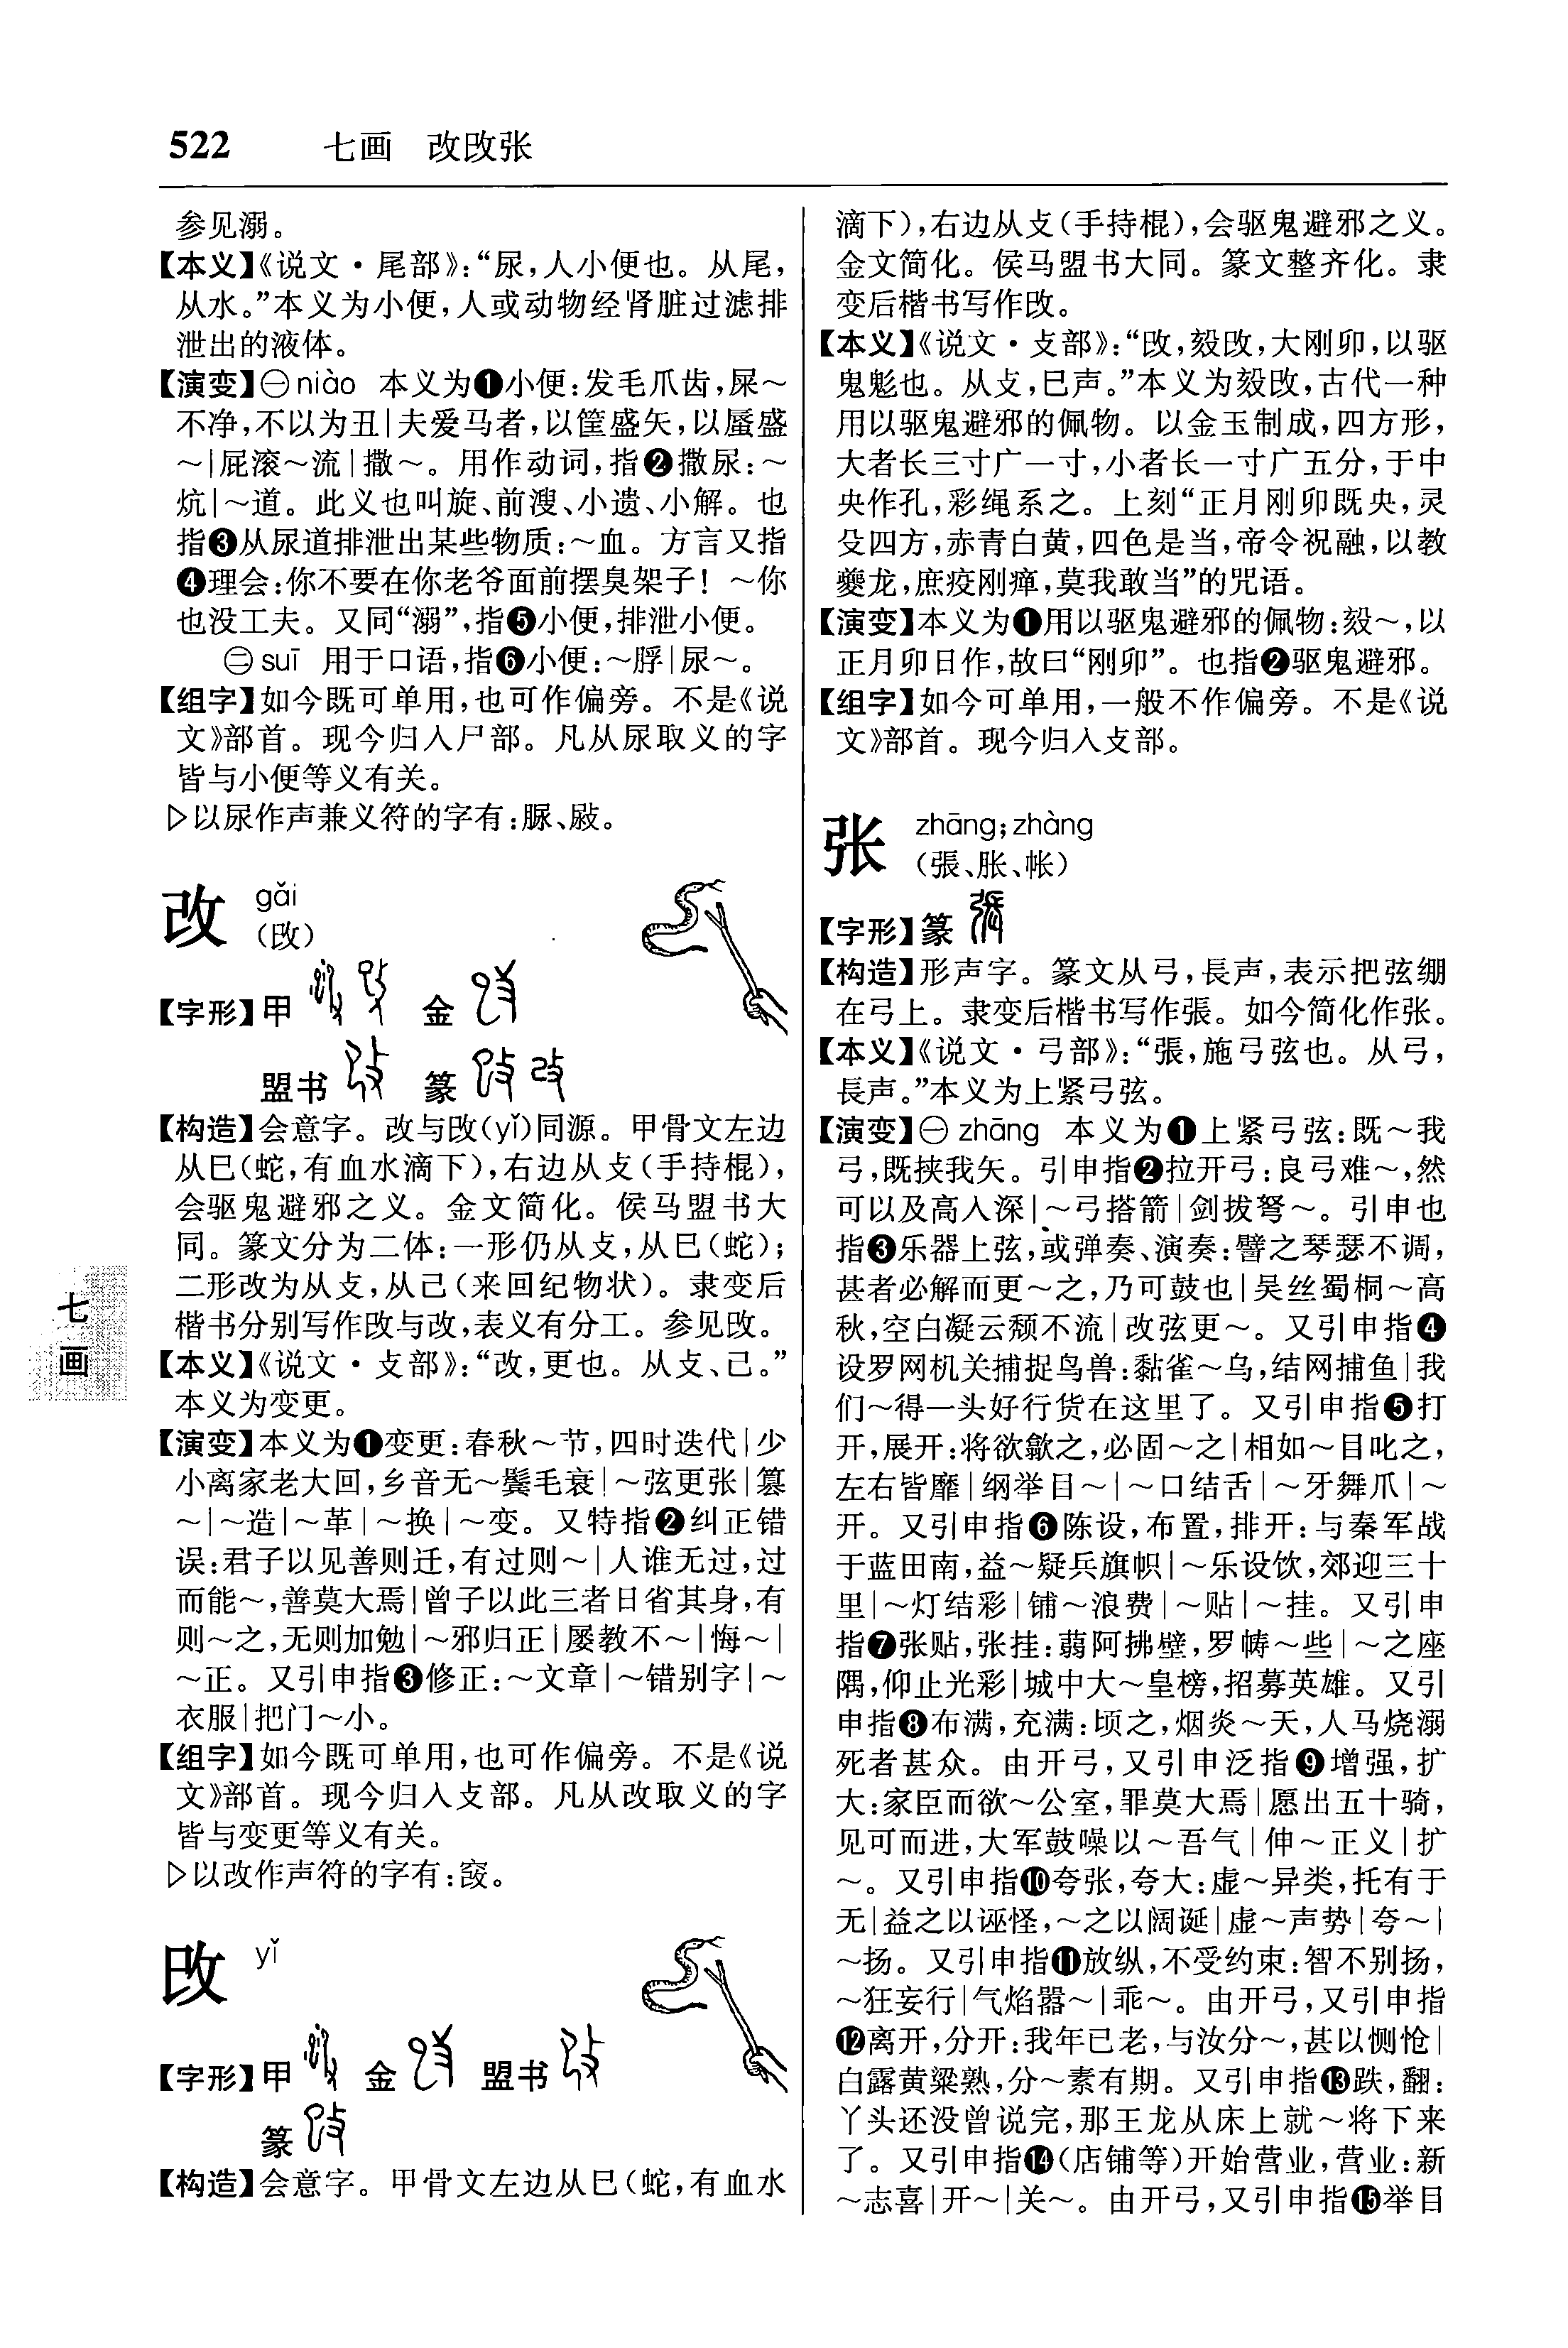 522 七画 改攺张
参见溺。
【本义】《说文·尾部》：“尿，人小便也。从尾，
从水。”本义为小便，人或动物经肾脏过滤排
泄出的液体。
【演变】㊀niào 本义为❶小便：发毛爪齿，屎～
不净，不以为丑|夫爱马者，以筐盛矢，以蜃盛
～|屁滚～流|撒～。用作动词，指❷撒尿：～
炕|～道。此义也叫旋、前溲、小遗、小解。也
指❸从尿道排泄出某些物质：～血。方言又指
❹理会：你不要在你老爷面前摆臭架子！～你
也没工夫。又同“溺”，指❺小便，排泄小便。
㊁suī 用于口语，指❻小便：～脬|尿～。
【组字】如今既可单用，也可作偏旁。不是《说
文》部首。现今归入尸部。凡从尿取义的字
皆与小便等义有关。
▷以尿作声兼义符的字有：脲、㞙。
改 gǎi
（攺）
【字形】甲 金
盟书 篆
【构造】会意字。改与攺(yǐ)同源。甲骨文左边
从巳（蛇，有血水滴下），右边从攴（手持棍），
会驱鬼避邪之义。金文简化。侯马盟书大
同。篆文分为二体：一形仍从攴，从巳（蛇）；
二形改为从攴，从己（来回纪物状）。隶变后
楷书分别写作攺与改，表义有分工。参见攺。
【本义】《说文·攴部》：“改，更也。从攴、己。”
本义为变更。
【演变】本义为❶变更：春秋～节，四时迭代|少
小离家老大回，乡音无～鬓毛衰|～弦更张|篡
～|～造|～革|～换|～变。又特指❷纠正错
误：君子以见善则迁，有过则～|人谁无过，过
而能～，善莫大焉|曾子以此三者日省其身，有
则～之，无则加勉|～邪归正|屡教不～|悔～|
～正。又引申指❸修正：～文章|～错别字|～
衣服|把门～小。
【组字】如今既可单用，也可作偏旁。不是《说
文》部首。现今归入攴部。凡从改取义的字
皆与变更等义有关。
▷以改作声符的字有：
攺 yǐ
【字形】甲 金 盟书
篆
【构造】会意字。甲骨文左边从巳（蛇，有血水
滴下），右边从攴（手持棍），会驱鬼避邪之义。
金文简化。侯马盟书大同。篆文整齐化。隶
变后楷书写作攺。
【本义】《说文·攴部》：“攺，毅攺，大刚卯，以驱
鬼鬽也。从攴，巳声。”本义为毅攺，古代一种
用以驱鬼避邪的佩物。以金玉制成，四方形，
大者长三寸广一寸，小者长一寸广五分，于中
央作孔，彩绳系之。上刻“正月刚卯既央，灵
殳四方，赤青白黄，四色是当，帝令祝融，以教
夔龙，庶疫刚瘅，莫我敢当”的咒语。
【演变】本义为❶用以驱鬼避邪的佩物：毅～，以
正月卯日作，故曰“刚卯”。也指❷驱鬼避邪。
【组字】如今可单用，一般不作偏旁。不是《说
文》部首。现今归入攴部。
张 zhāng；zhàng
（張、胀、帐）
【字形】篆
【构造】形声字。篆文从弓，長声，表示把弦绷
在弓上。隶变后楷书写作張。如今简化作张。
【本义】《说文·弓部》：“張，施弓弦也。从弓，
長声。”本义为上紧弓弦。
【演变】㊀zhāng 本义为❶上紧弓弦：既～我
弓，既挟我矢。引申指❷拉开弓：良弓难～，然
可以及高入深|～弓搭箭|剑拔弩～。引申也
指❸乐器上弦，或弹奏、演奏：譬之琴瑟不调，
甚者必解而更～之，乃可鼓也|吴丝蜀桐～高
秋，空白凝云颓不流|改弦更～。又引申指❹
设罗网机关捕捉鸟兽：黏雀～乌，结网捕鱼|我
们～得一头好行货在这里了。又引申指❺打
开，展开：将欲歙之，必固～之|相如～目叱之，
左右皆靡|纲举目～|～口结舌|～牙舞爪|～
开。又引申指❻陈设，布置，排开：与秦军战
于蓝田南，益～疑兵旗帜|～乐设饮，郊迎三十
里|～灯结彩|铺～浪费|～贴|～挂。又引申
指❼张贴，张挂：蒻阿拂壁，罗帱～些|～之座
隅，仰止光彩|城中大～皇榜，招募英雄。又引
申指❽布满，充满：顷之，烟炎～天，人马烧溺
死者甚众。由开弓，又引申泛指❾增强，扩
大：家臣而欲～公室，罪莫大焉|愿出五十骑，
见可而进，大军鼓噪以～吾气|伸～正义|扩
～。又引申指❿夸张，夸大：虚～异类，托有于
无|益之以诬怪，～之以阔诞|虚～声势|夸～|
～扬。又引申指⓫放纵，不受约束：智不别扬，
～狂妄行|气焰嚣～|乖～。由开弓，又引申指
⓬离开，分开：我年已老，与汝分～，甚以恻怆|
白露黄粱熟，分～素有期。又引申指⓭跌，翻：
丫头还没曾说完，那王龙从床上就～将下来
了。又引申指⓮（店铺等）开始营业，营业：新
～志喜|开～|关～。由开弓，又引申指⓯举目
七
画